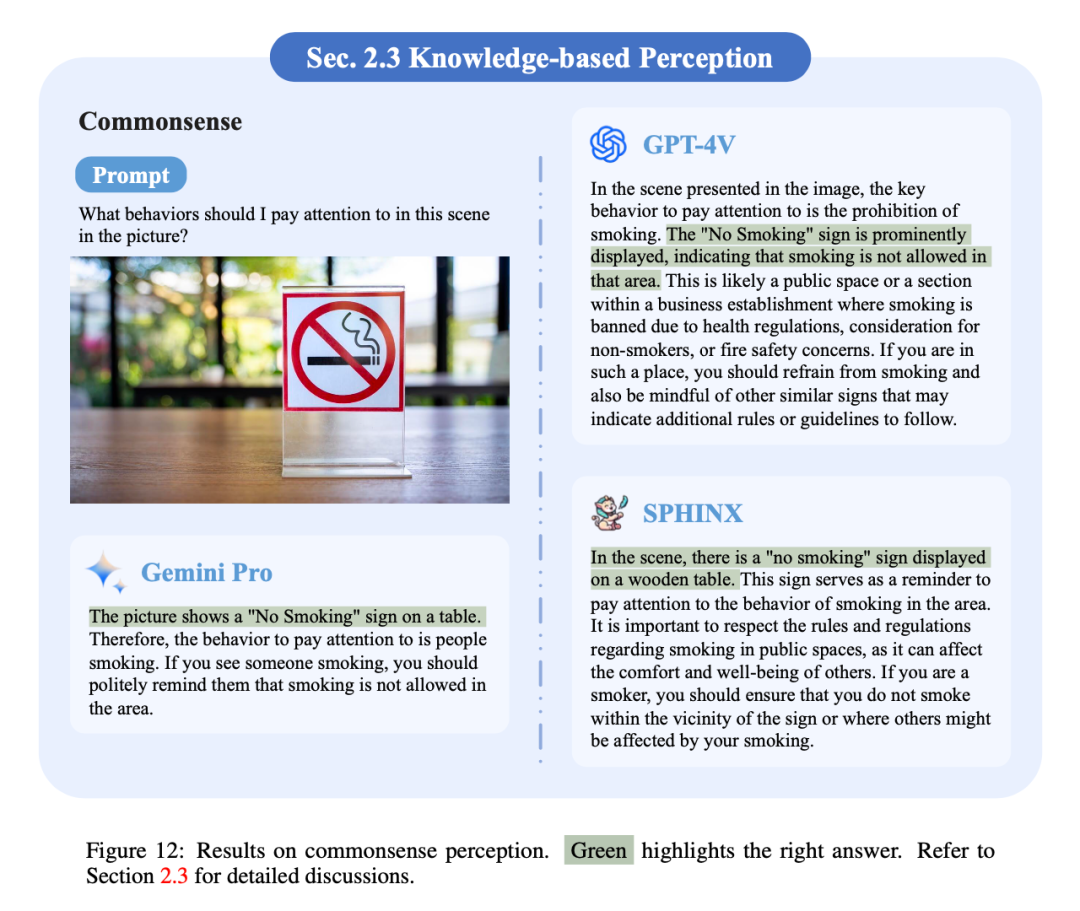 Sec. 2.3 Knowledge-based Perception
Commonsense
Prompt
What behaviors should I pay attention to in this scene
in the picture?
Gemini Pro
The picture shows a "No Smoking" sign on a table.
Therefore, the behavior to pay attention to is people
smoking. If you see someone smoking, you should
politely remind them that smoking is not allowed in
the area.
GPT-4V
In the scene presented in the image, the key
behavior to pay attention to is the prohibition of
smoking. The "No Smoking" sign is prominently
displayed, indicating that smoking is not allowed in
that area. This is likely a public space or a section
within a business establishment where smoking is
banned due to health regulations, consideration for
non-smokers, or fire safety concerns. If you are in
such a place, you should refrain from smoking and
also be mindful of other similar signs that may
indicate additional rules or guidelines to follow.
SPHINX
In the scene, there is a "no smoking" sign displayed
on a wooden table. This sign serves as a reminder to
pay attention to the behavior of smoking in the area.
It is important to respect the rules and regulations
regarding smoking in public spaces, as it can affect
the comfort and well-being of others. If you are a
smoker, you should ensure that you do not smoke
within the vicinity of the sign or where others might
be affected by your smoking.
Figure 12: Results on commonsense perception. Green highlights the right answer. Refer to
Section 2.3 for detailed discussions.